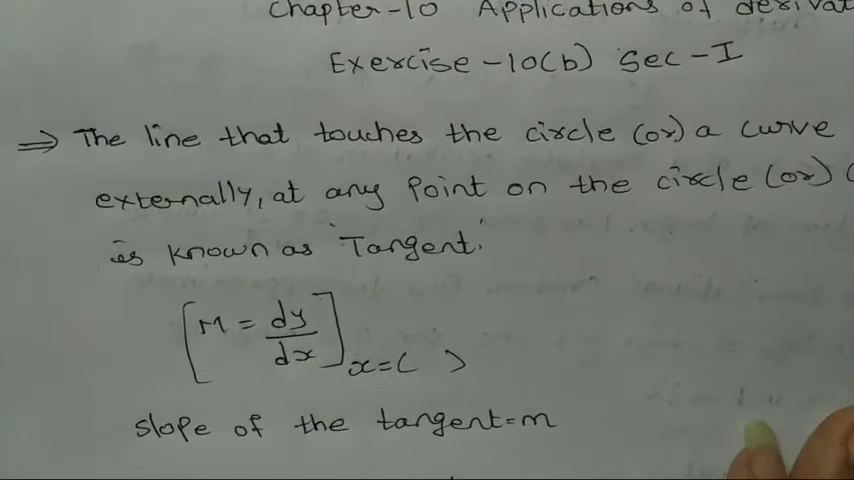 Chapter-10 Applications of derivat
Exercise-10(b) Sec-I
⇒ The line that touches the circle (or) a curve
externally, at any point on the circle (or)
is known as 'Tangent.'
[M = dy/dx] x=( )
slope of the tangent=m